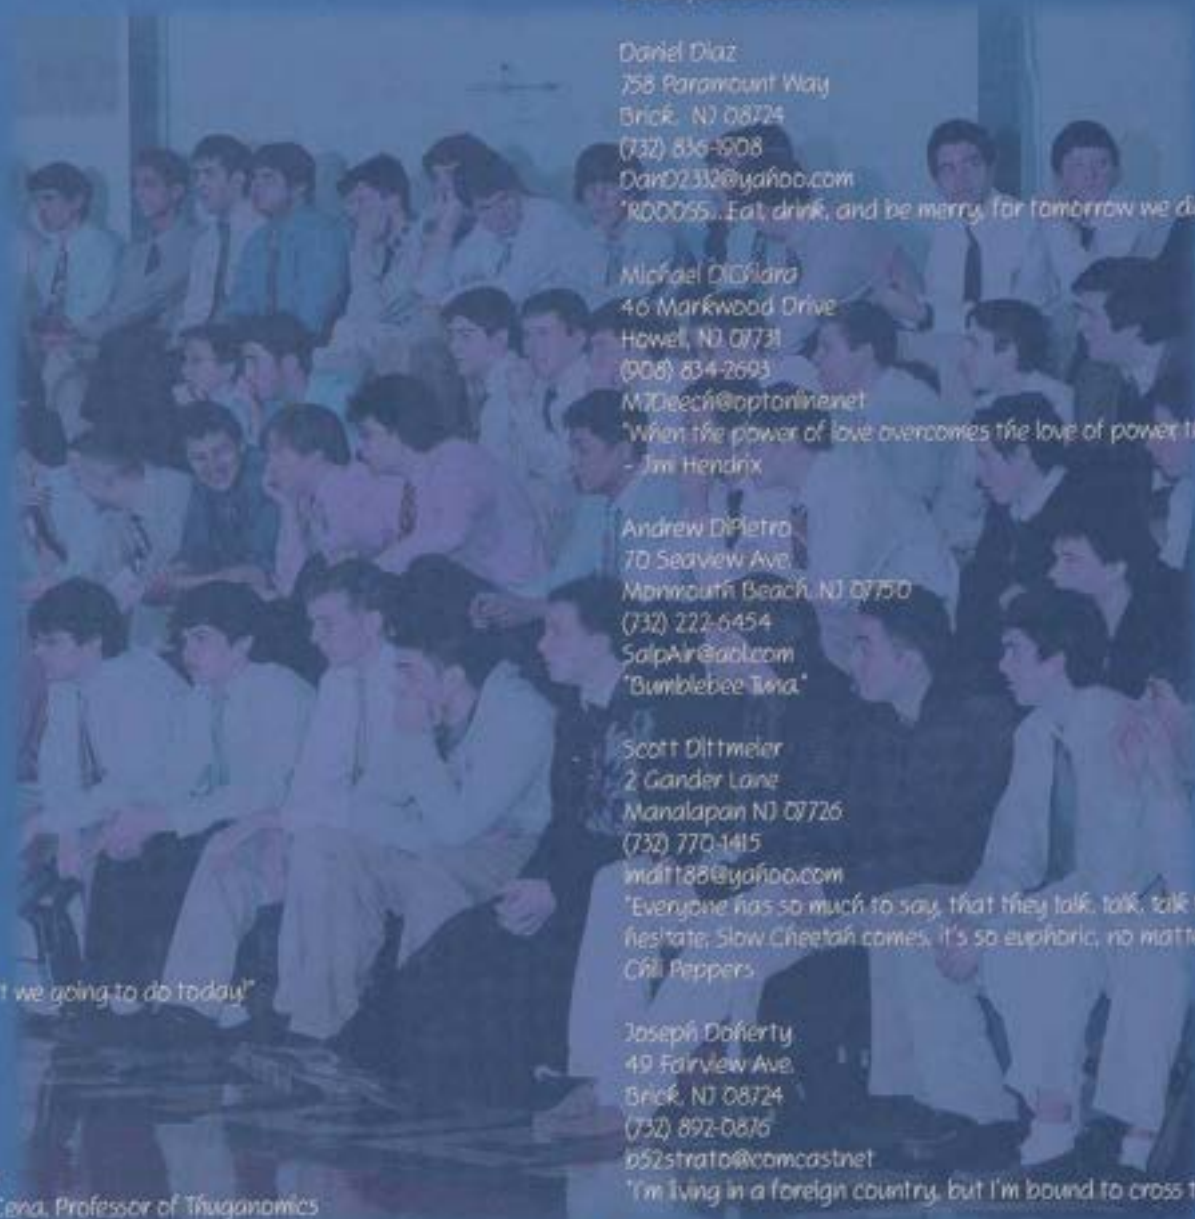 Daniel Diaz
758 Paramount Way
Brick, NJ 08724
(732) 836-1908
DanD2332@yahoo.com
"ROOOSS...Eat, drink, and be merry, for tomorrow we di
Michael DiChiara
46 Markwood Drive
Howell, NJ 07731
(908) 834-2693
MJDeech@optonline.net
"When the power of love overcomes the love of power t
- Jimi Hendrix
Andrew DiPietro
70 Seaview Ave.
Monmouth Beach, NJ 07750
(732) 222-6454
SalpAir@aol.com
"Bumblebee Tuna."
Scott Dittmeier
2 Gander Lane
Manalapan NJ 07726
(732) 770-1415
imditt88@yahoo.com
"Everyone has so much to say, that they talk, talk, talk
hesitate; Slow Cheetah comes, it's so euphoric, no matt
Chili Peppers
t we going to do today!"
Joseph Doherty
49 Fairview Ave.
Brick, NJ 08724
(732) 892-0876
b52strato@comcast.net
"I'm living in a foreign country, but I'm bound to cross t
Cena, Professor of Thuganomics